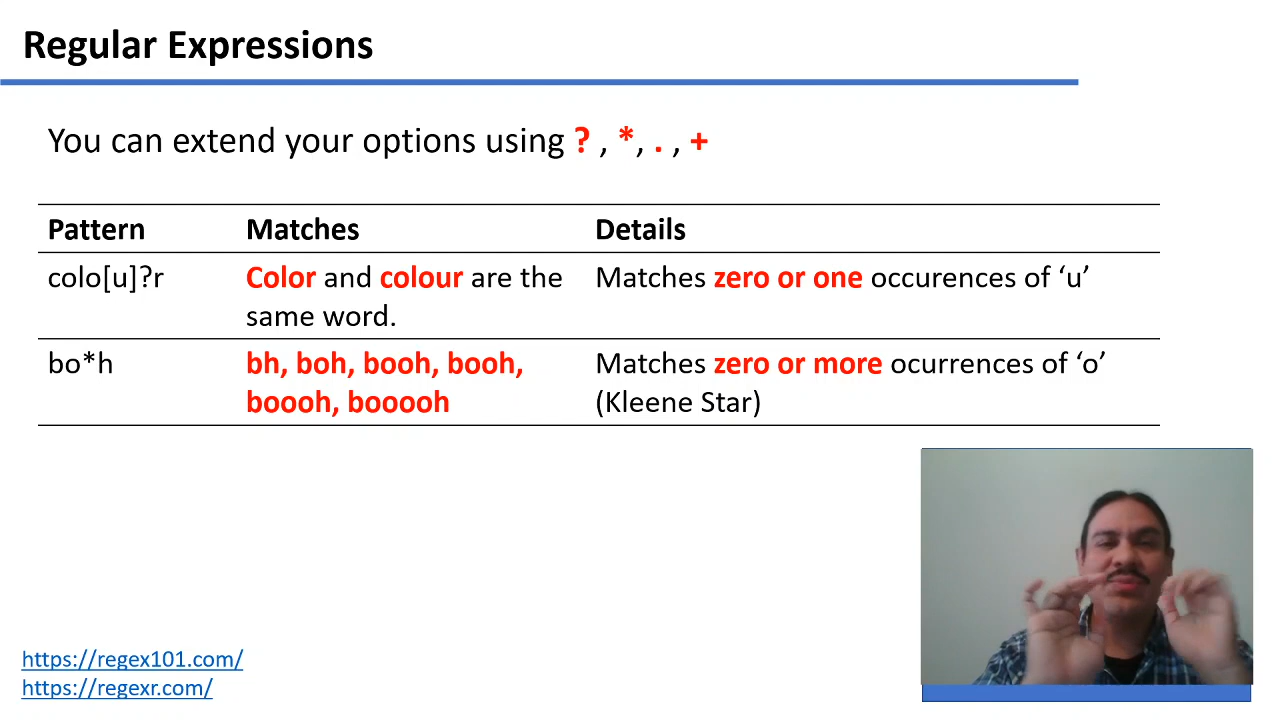 Regular Expressions
You can extend your options using ? , *, . , +
Pattern Matches Details
colo[u]?r Color and colour are the Matches zero or one occurences of ‘u’
same word.
bo*h bh, boh, booh, booh, Matches zero or more ocurrences of ‘o’
boooh, booooh (Kleene Star)
https://regex101.com/
https://regexr.com/